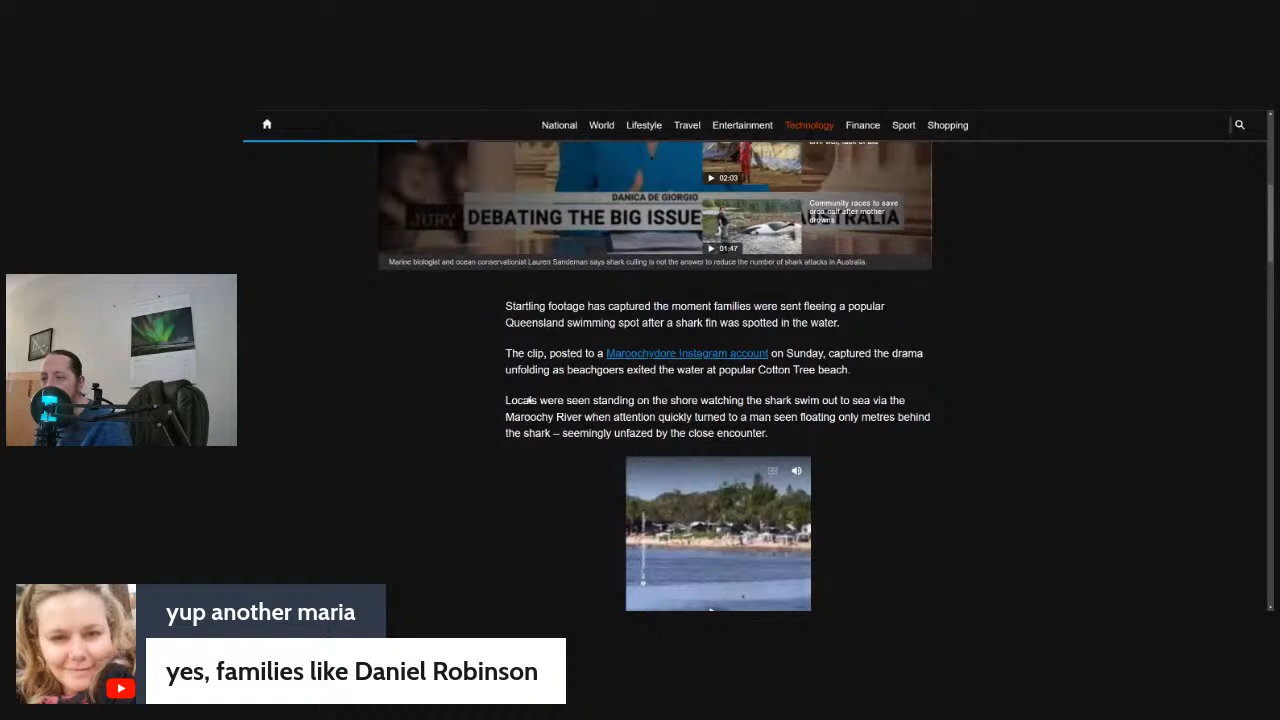 National World Lifestyle Travel Entertainment Technology Finance Sport Shopping
02:03
DANICA DE GIORGIO
JURY DEBATING THE BIG ISSUE
Community races to save
orca calf after mother
drowns
01:47
Marine biologist and ocean conservationist Lauren Sandeman says shark culling is not the answer to reduce the number of shark attacks in Australia.
Startling footage has captured the moment families were sent fleeing a popular
Queensland swimming spot after a shark fin was spotted in the water.
The clip, posted to a Maroochydore Instagram account on Sunday, captured the drama
unfolding as beachgoers exited the water at popular Cotton Tree beach.
Locals were seen standing on the shore watching the shark swim out to sea via the
Maroochy River when attention quickly turned to a man seen floating only metres behind
the shark – seemingly unfazed by the close encounter.
yup another maria
yes, families like Daniel Robinson